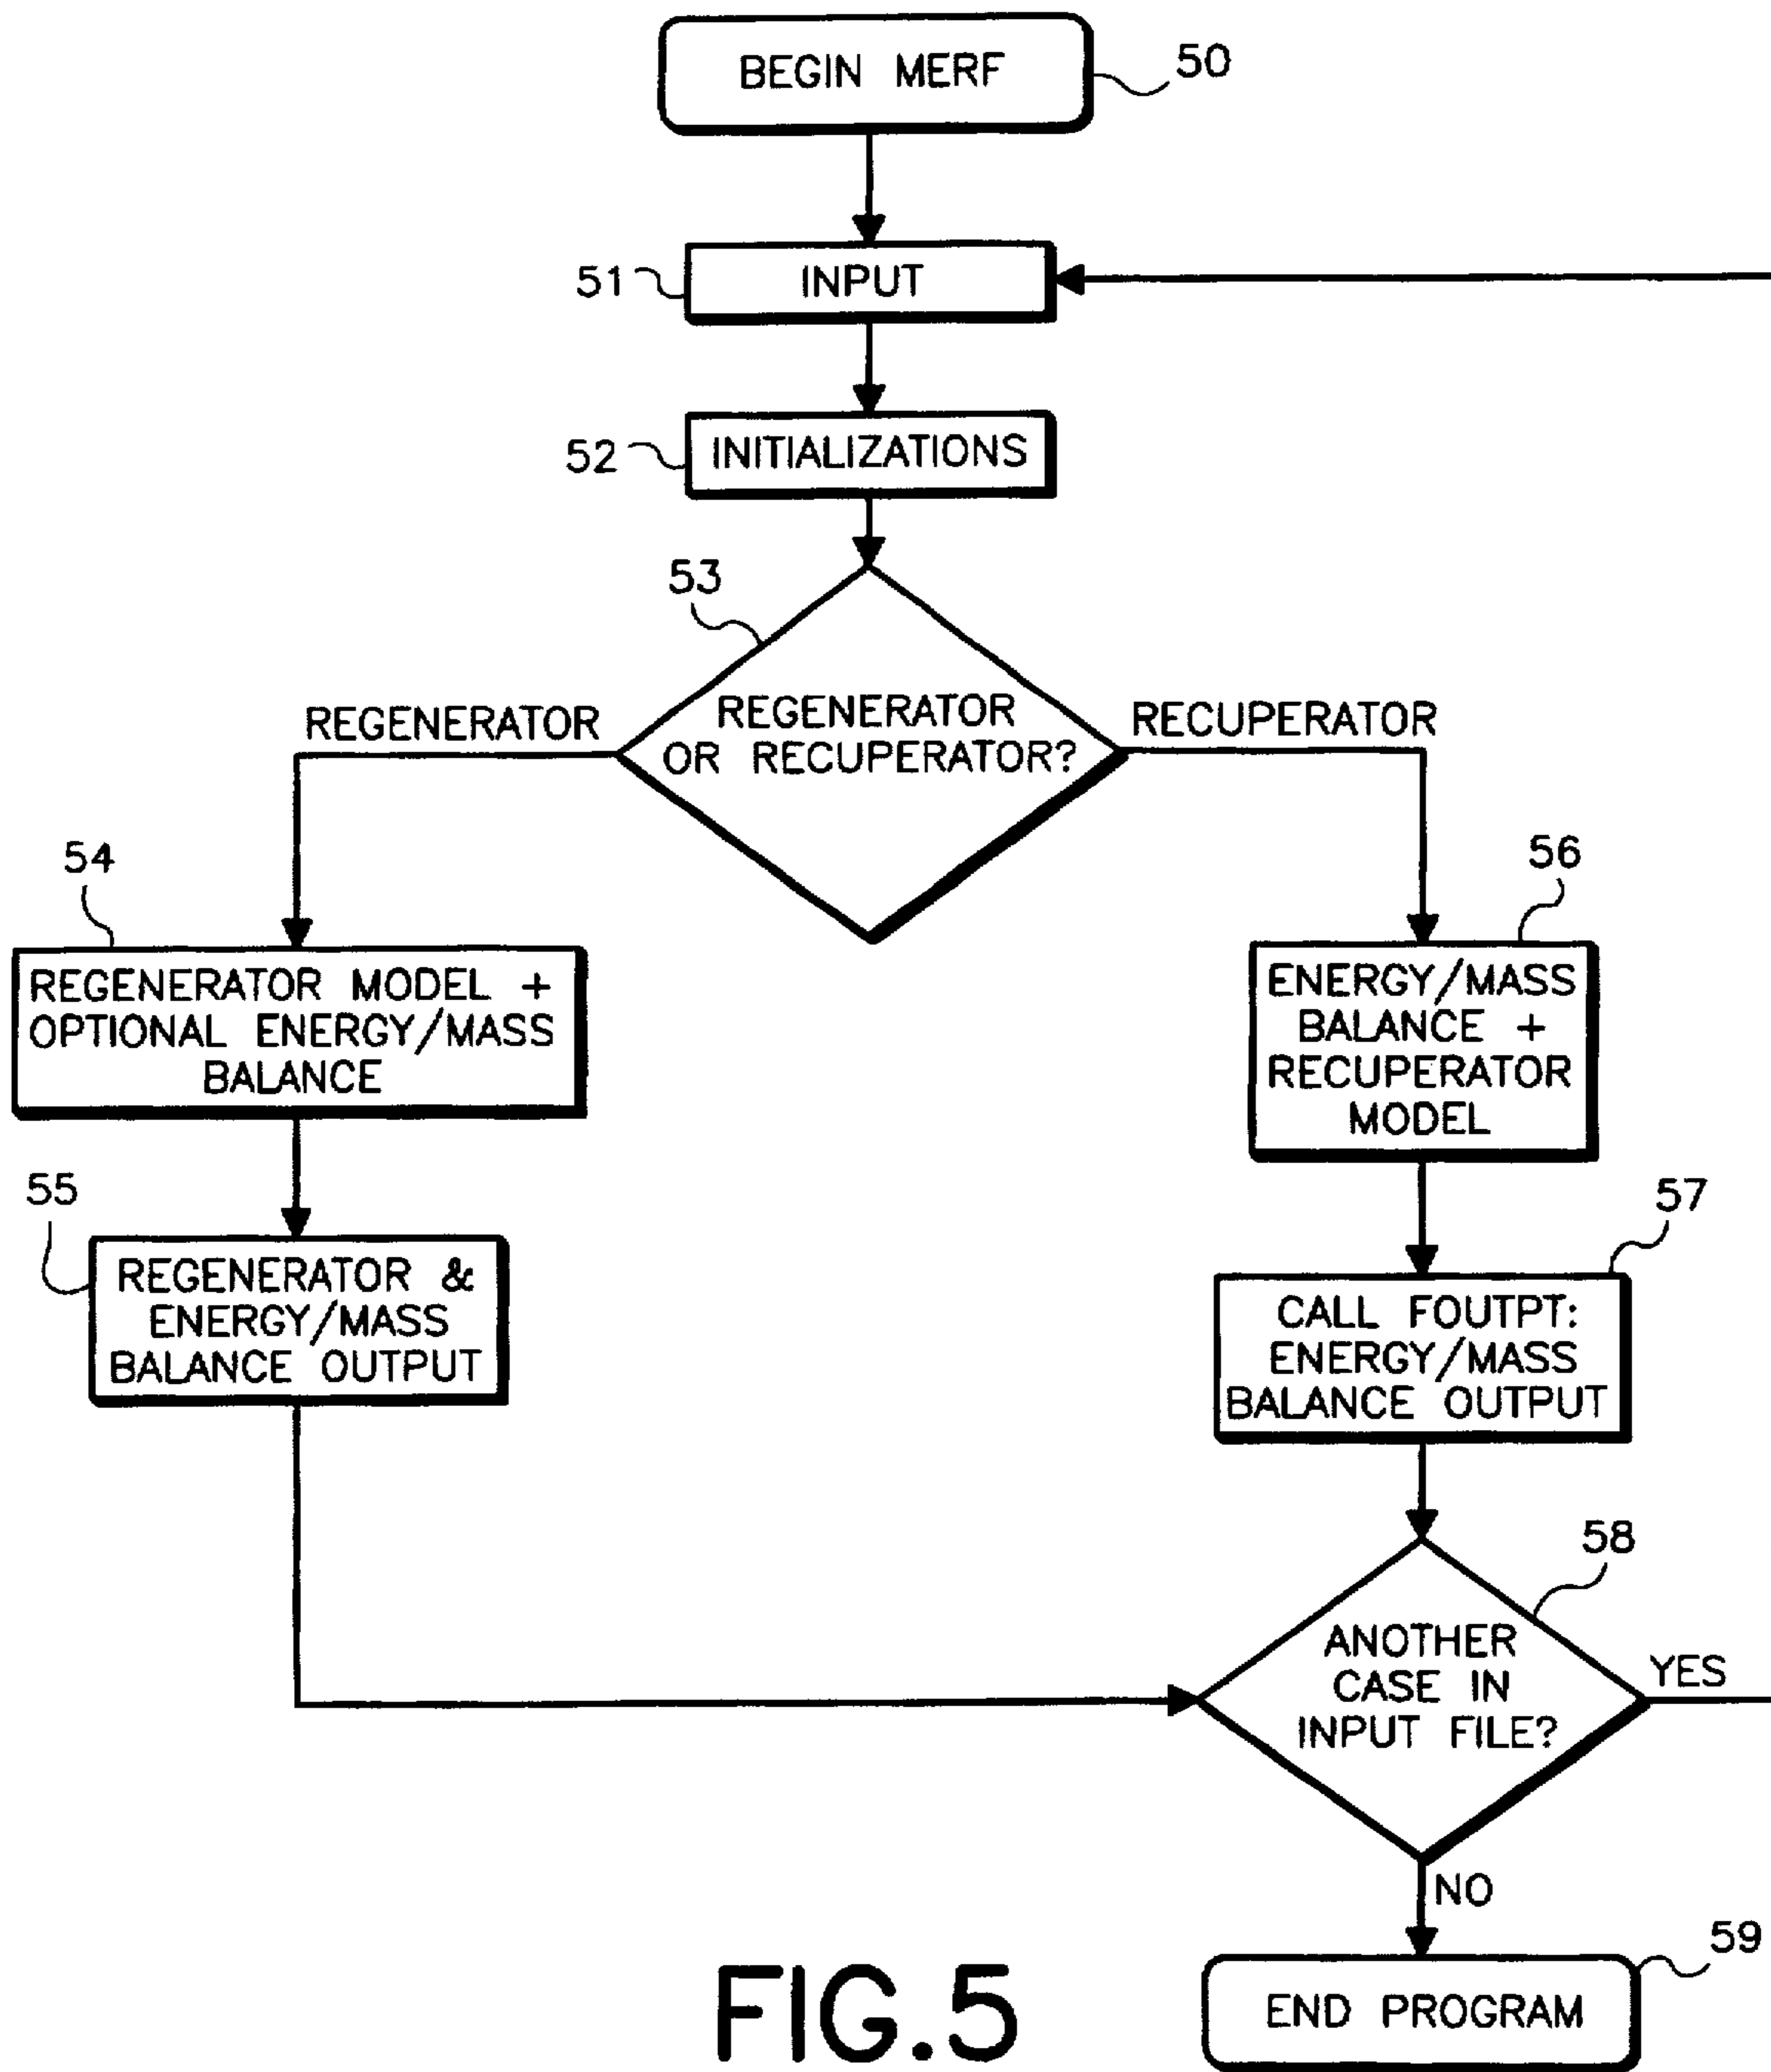 BEGIN MERF
50
51
INPUT
52
INITIALIZATIONS
53
REGENERATOR
REGENERATOR
OR RECUPERATOR?
RECUPERATOR
54
REGENERATOR MODEL +
OPTIONAL ENERGY/MASS
BALANCE
56
ENERGY/MASS
BALANCE +
RECUPERATOR
MODEL
55
REGENERATOR &
ENERGY/MASS
BALANCE OUTPUT
57
CALL FOUTPT:
ENERGY/MASS
BALANCE OUTPUT
58
ANOTHER
CASE IN
INPUT FILE?
YES
NO
59
END PROGRAM
FIG.5